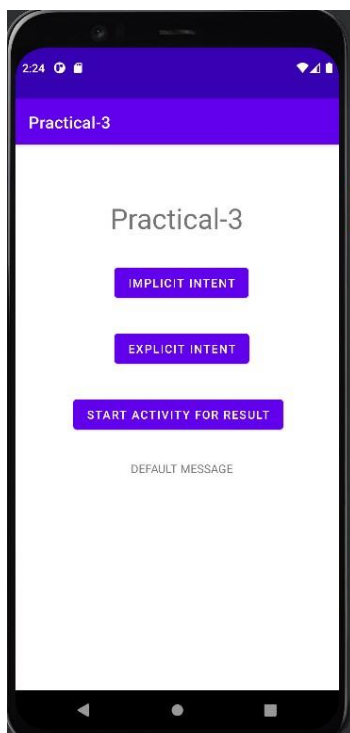 2:24
Practical-3
Practical-3
IMPLICIT INTENT
EXPLICIT INTENT
START ACTIVITY FOR RESULT
DEFAULT MESSAGE